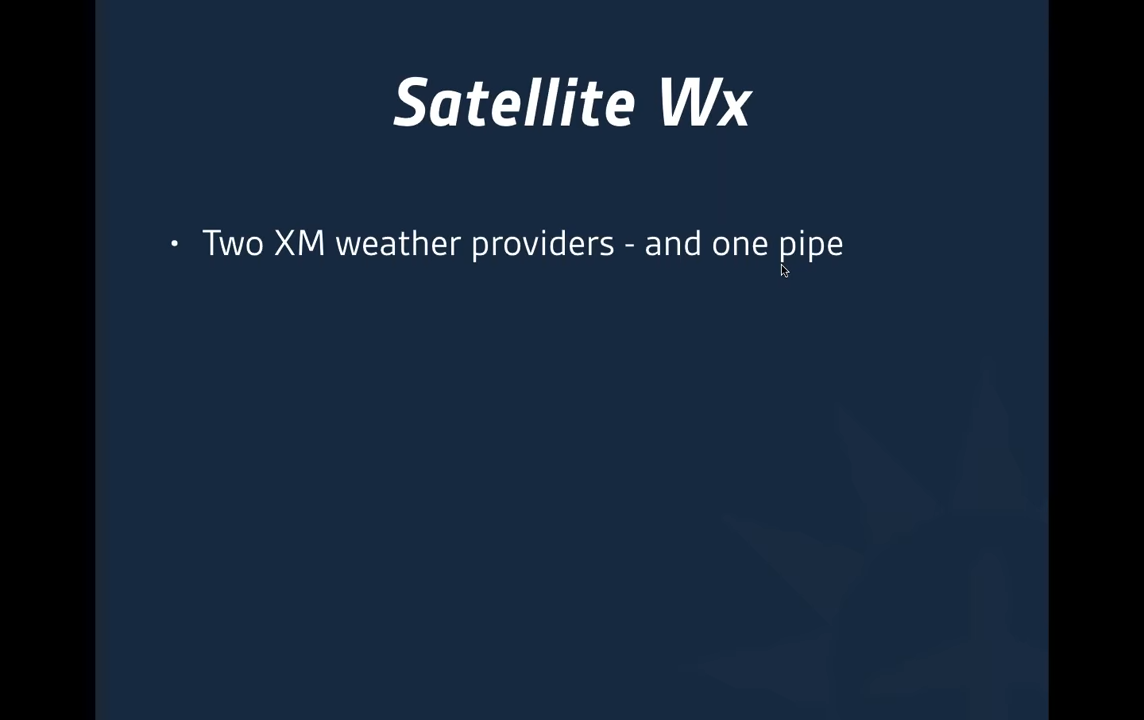 Satellite Wx
• Two XM weather providers - and one pipe